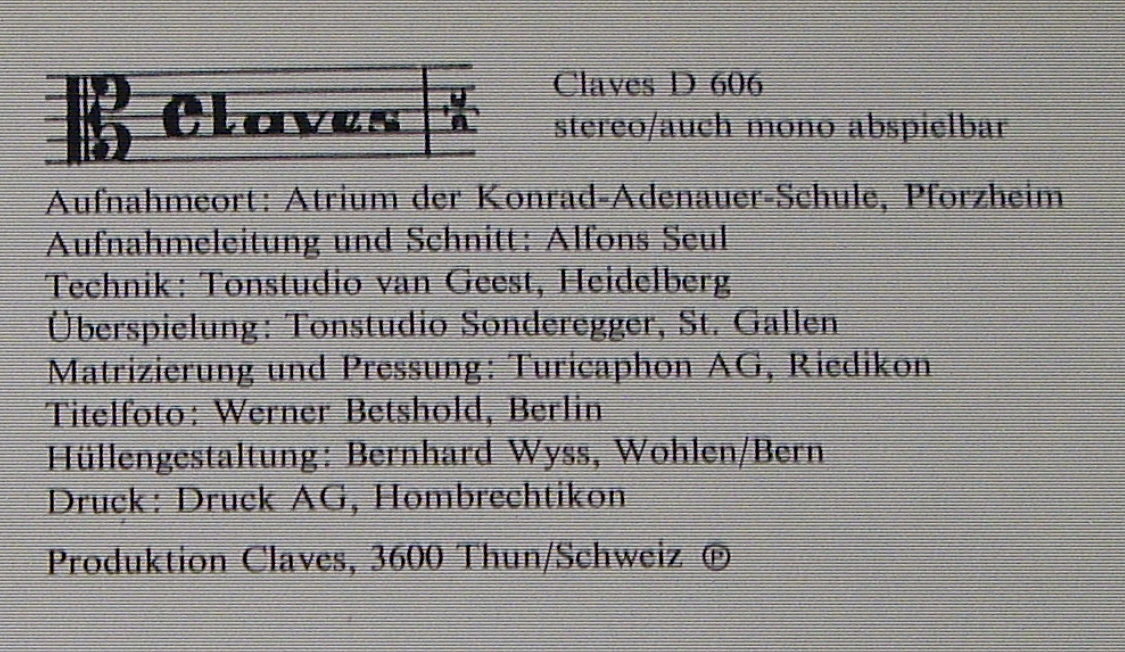 Claves
Claves D 606
stereo/auch mono abspielbar
Aufnahmeort: Atrium der Konrad-Adenauer-Schule, Pforzheim
Aufnahmeleitung und Schnitt: Alfons Seul
Technik: Tonstudio van Geest, Heidelberg
Überspielung: Tonstudio Sonderegger, St. Gallen
Matrizierung und Pressung: Turicaphon AG, Riedikon
Titelfoto: Werner Betshold, Berlin
Hüllengestaltung: Bernhard Wyss, Wohlen/Bern
Druck: Druck AG, Hombrechtikon
Produktion Claves, 3600 Thun/Schweiz ℗